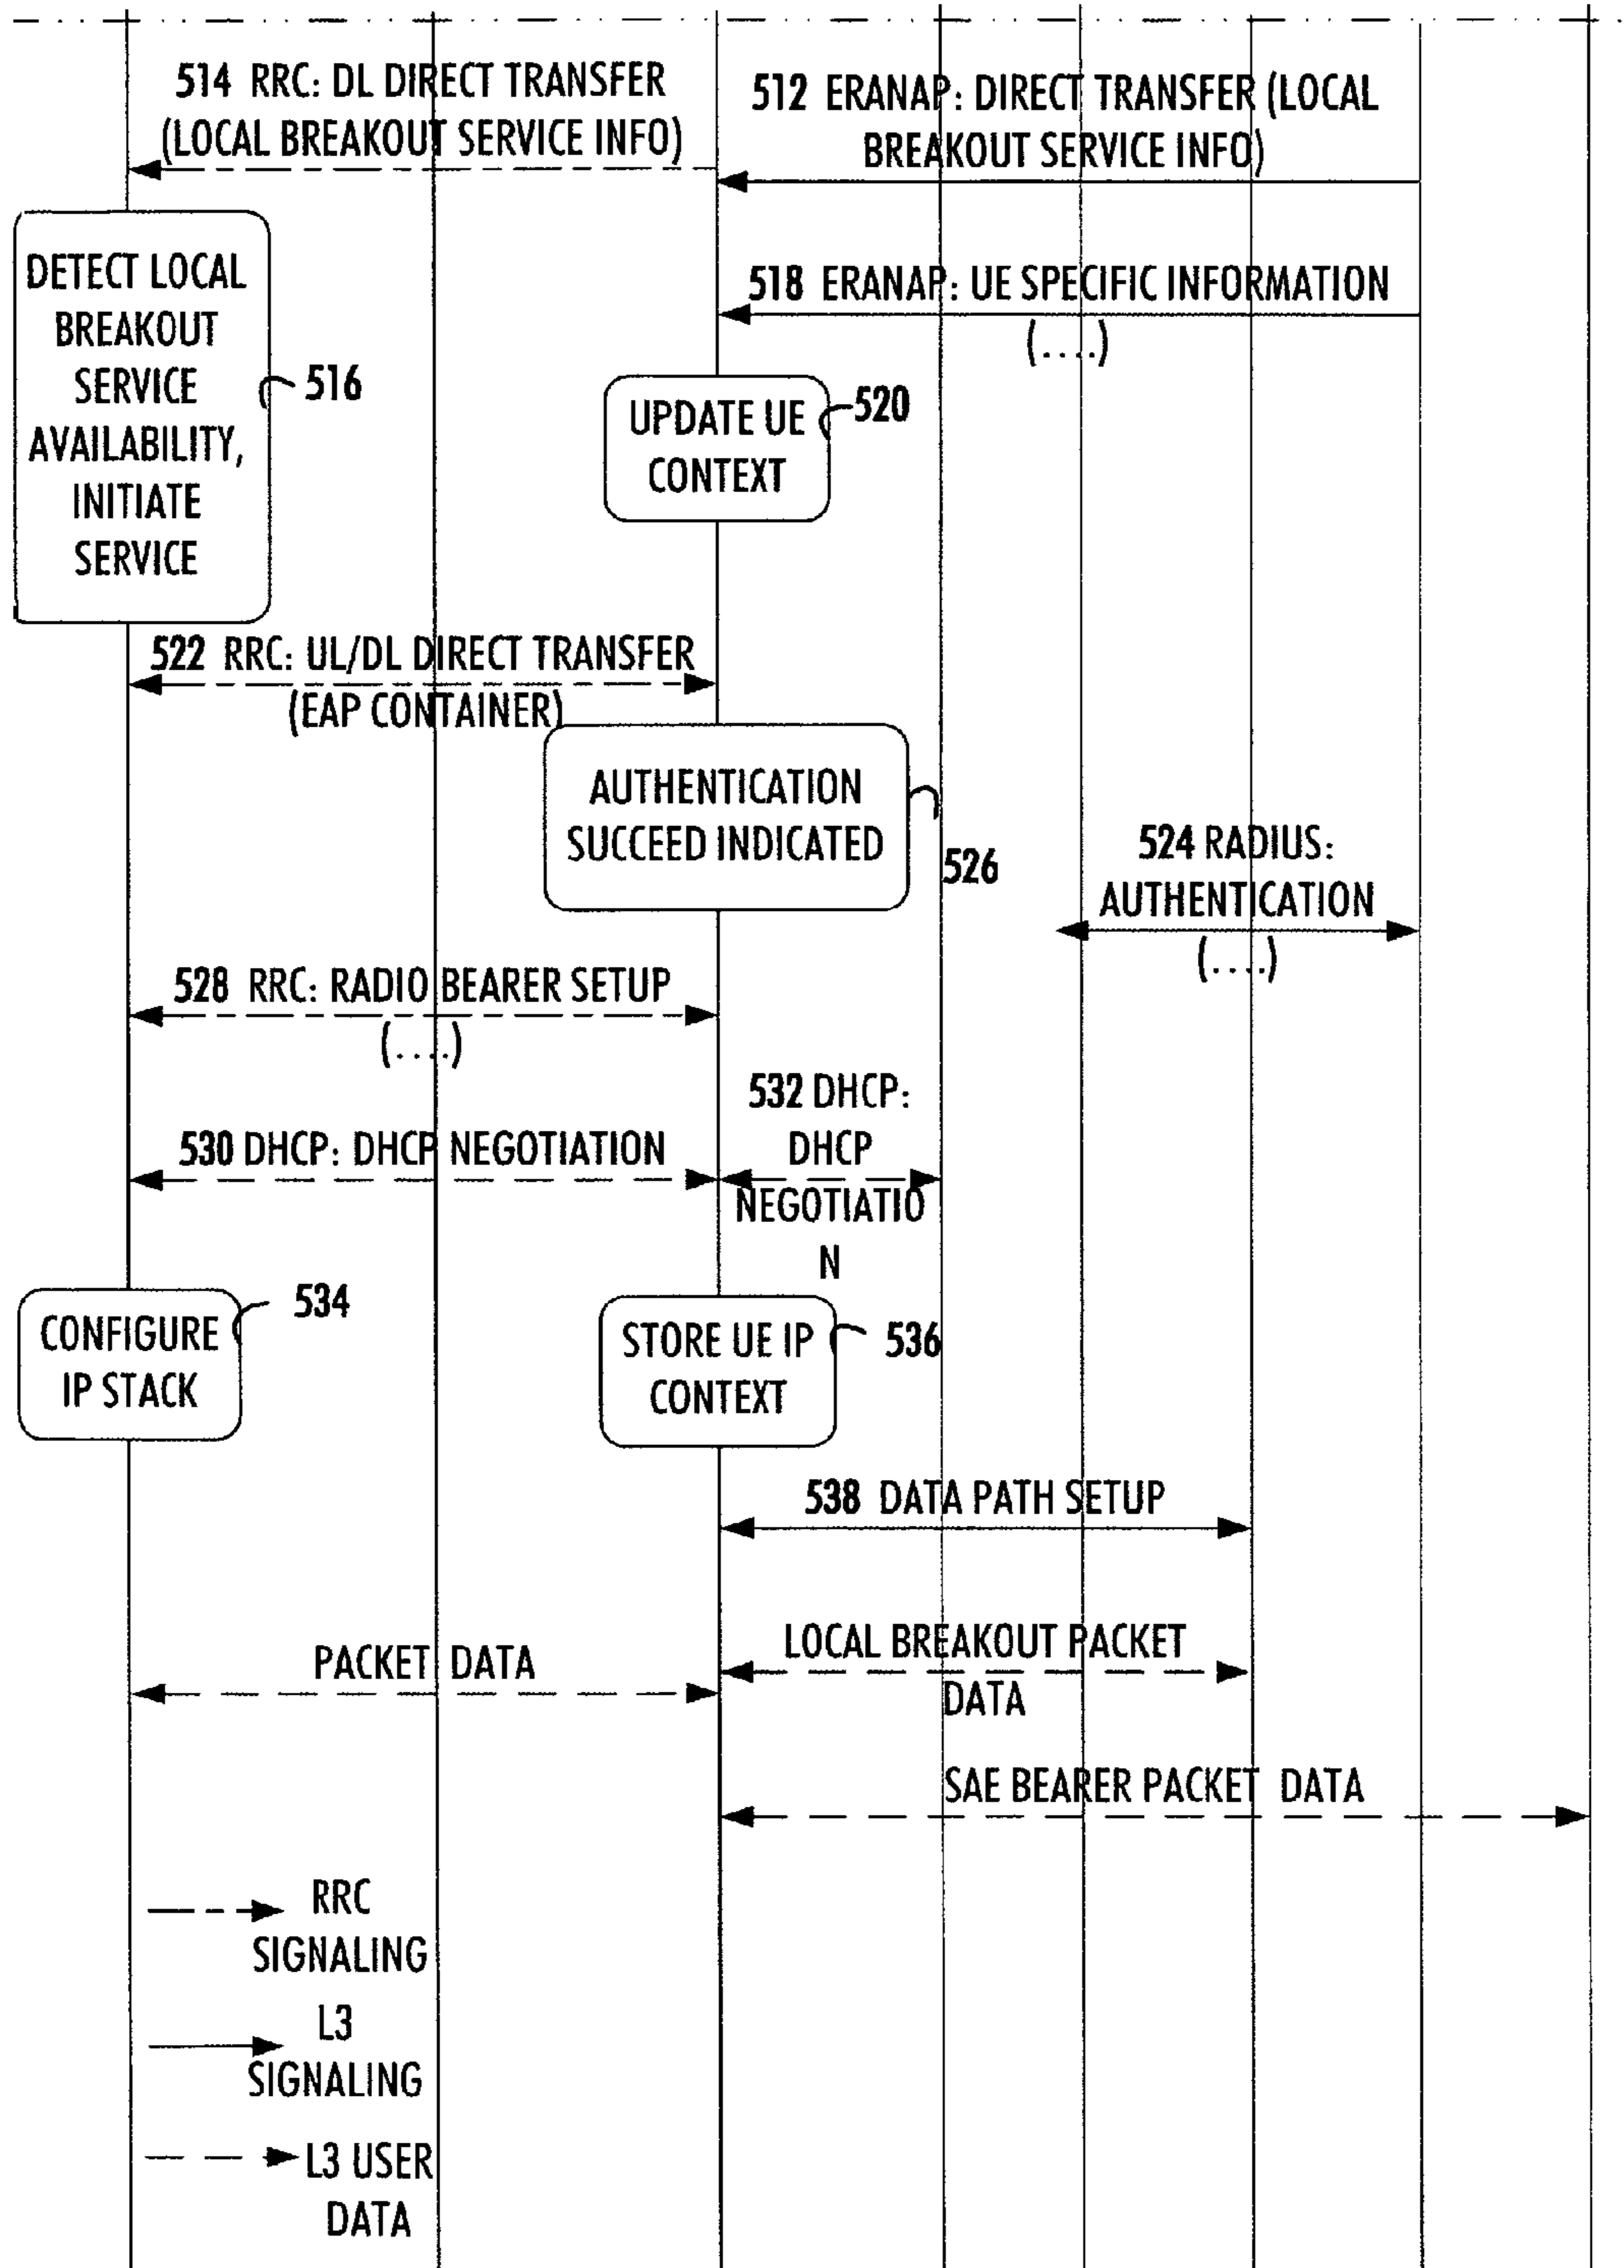 514 RRC: DL DIRECT TRANSFER
(LOCAL BREAKOUT SERVICE INFO)
512 ERANAP: DIRECT TRANSFER (LOCAL
BREAKOUT SERVICE INFO)
DETECT LOCAL
BREAKOUT
SERVICE
AVAILABILITY,
INITIATE
SERVICE
516
518 ERANAP: UE SPECIFIC INFORMATION
(....)
UPDATE UE
CONTEXT
520
522 RRC: UL/DL DIRECT TRANSFER
(EAP CONTAINER)
AUTHENTICATION
SUCCEED INDICATED
526
524 RADIUS:
AUTHENTICATION
(....)
528 RRC: RADIO BEARER SETUP
(....)
530 DHCP: DHCP NEGOTIATION
532 DHCP:
DHCP
NEGOTIATIO
N
CONFIGURE
IP STACK
534
STORE UE IP
CONTEXT
536
538 DATA PATH SETUP
PACKET DATA
LOCAL BREAKOUT PACKET
DATA
SAE BEARER PACKET DATA
RRC
SIGNALING
L3
SIGNALING
L3 USER
DATA